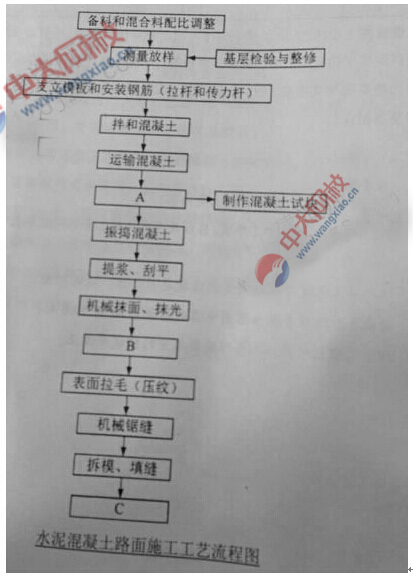 备料和混合料配比调整
测量放样
基层检验与整修
支立模板和安装钢筋（拉杆和传力杆）
拌和混凝土
运输混凝土
A
制作混凝土试块
振捣混凝土
提浆、刮平
机械抹面、抹光
B
表面拉毛（压纹）
机械锯缝
拆模、填缝
C
水泥混凝土路面施工工艺流程图
中大网校
www.wangxiao.cn
中大网校
www.wangxiao.cn